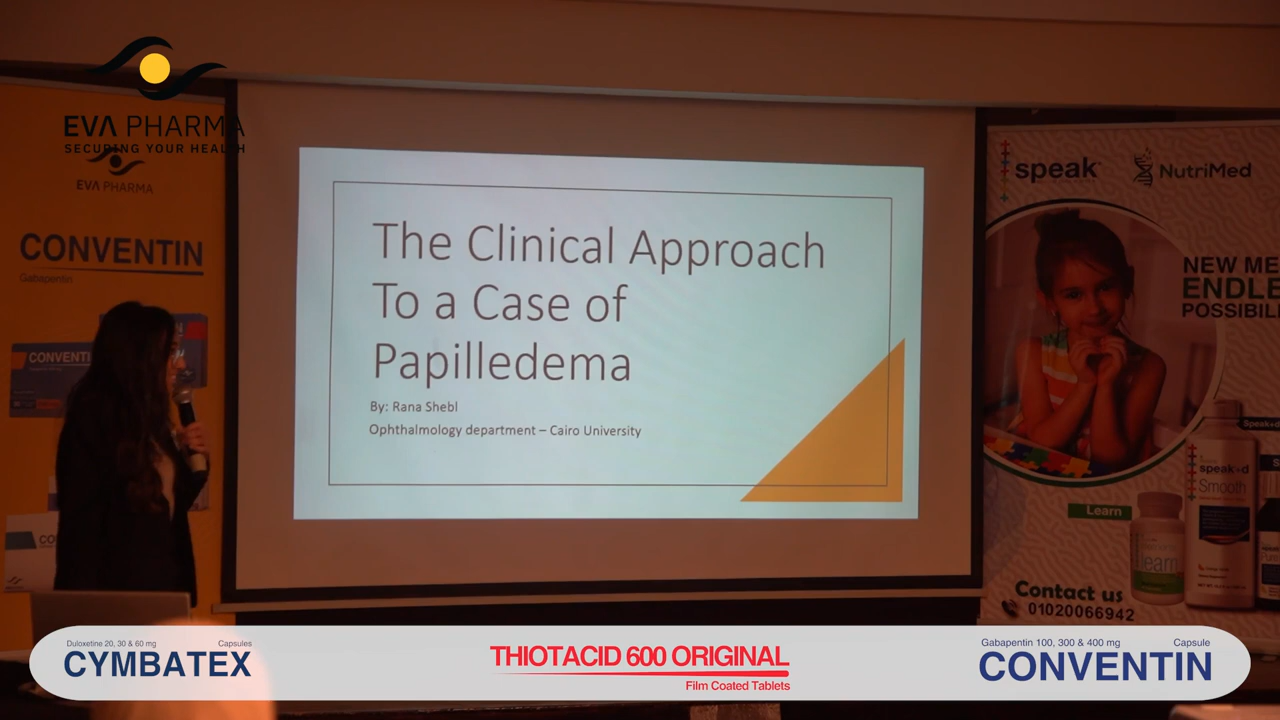 EVA PHARMA
SECURING YOUR HEALTH
EVA PHARMA
CONVENTIN
Gabapentin
CONVENTI
CO
The Clinical Approach
To a Case of
Papilledema
By: Rana Shebl
Ophthalmology department – Cairo University
speak
NutriMed
NEW ME
ENDLE
POSSIBIL
speak+d
Smooth
Learn
Contact us
01020066942
Duloxetine 20, 30 & 60 mg Capsules
CYMBATEX
THIOTACID 600 ORIGINAL
Film Coated Tablets
Gabapentin 100, 300 & 400 mg Capsule
CONVENTIN